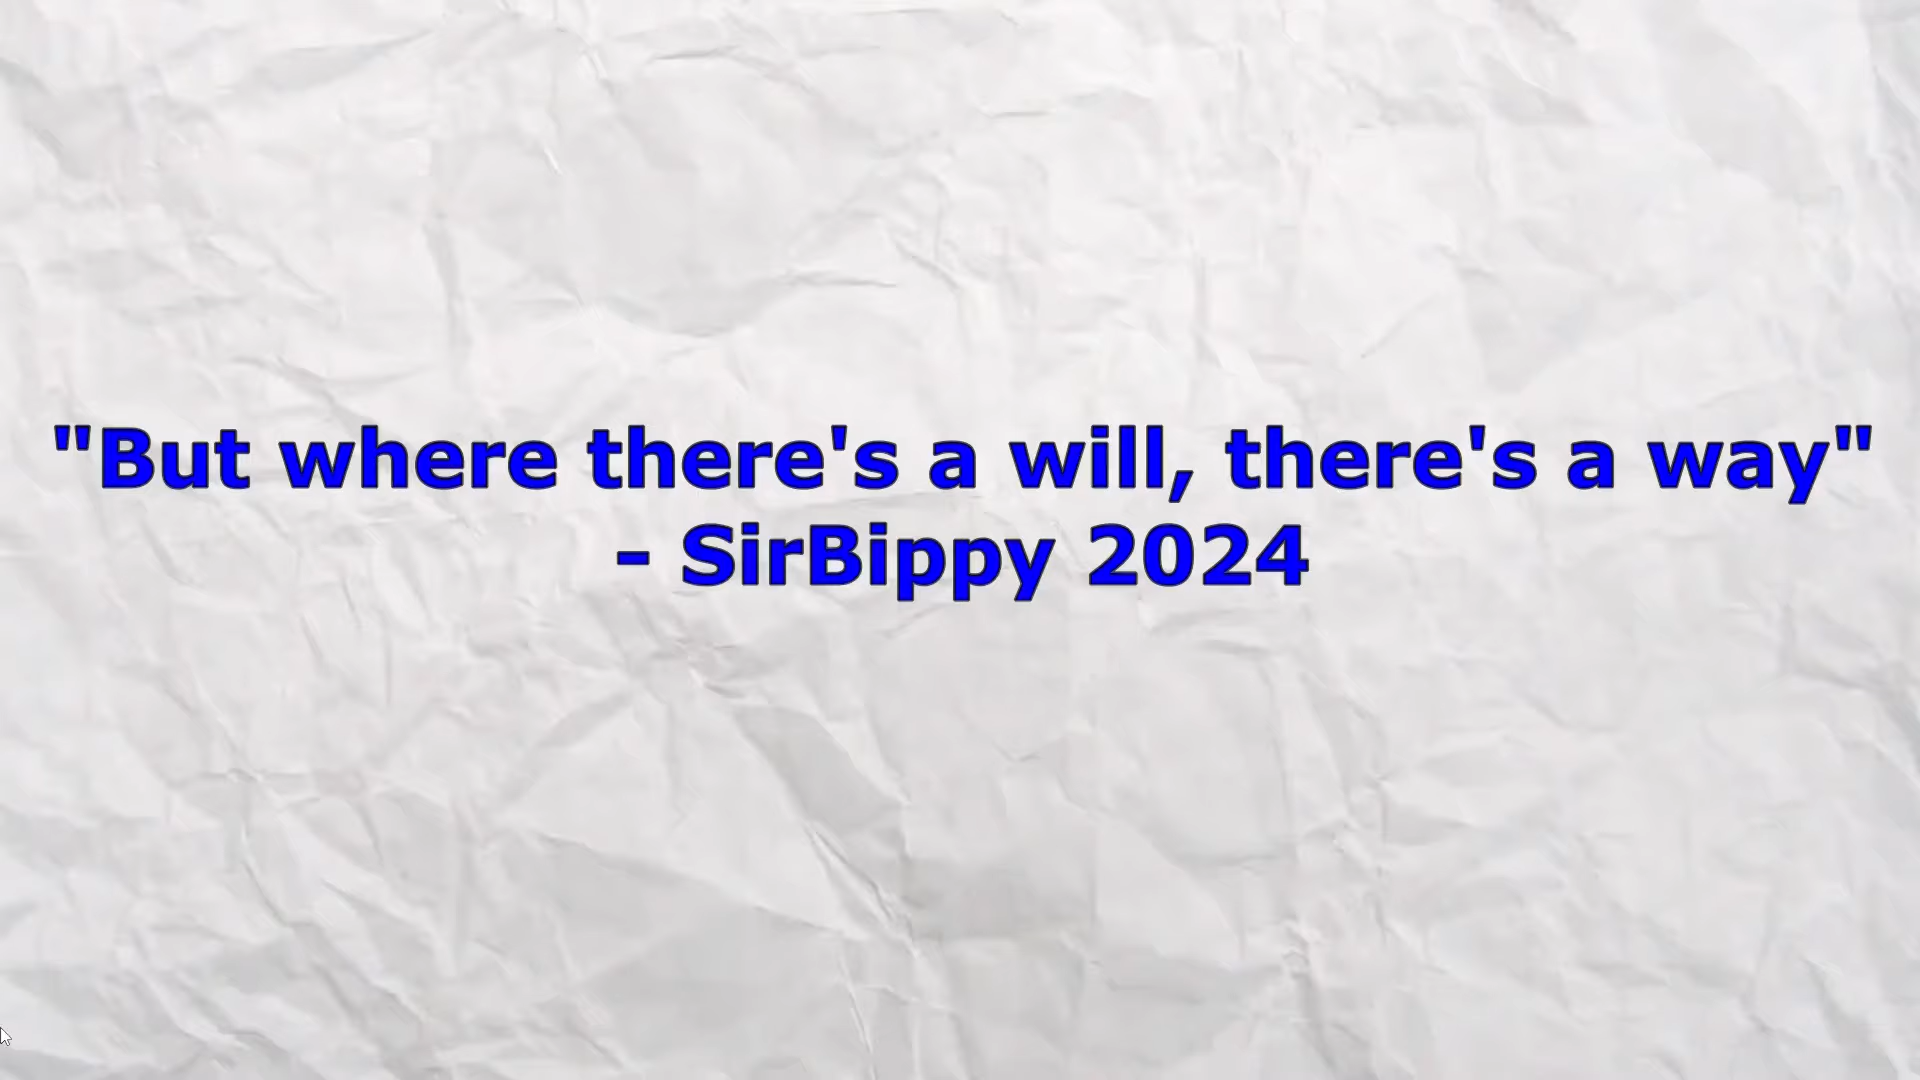 "But where there's a will, there's a way"
- SirBippy 2024